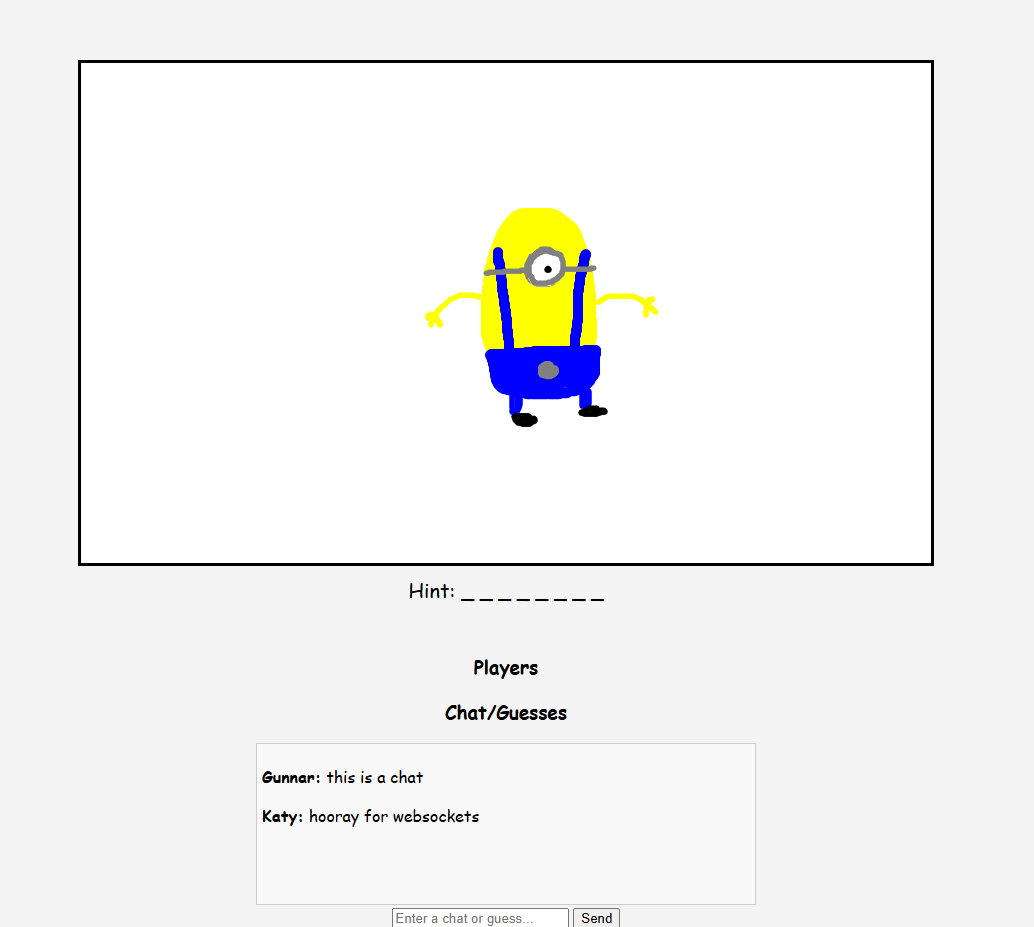 Hint: _ _ _ _ _ _ _ _
Players
Chat/Guesses
Gunnar: this is a chat
Katy: hooray for websockets
Enter a chat or guess... Send